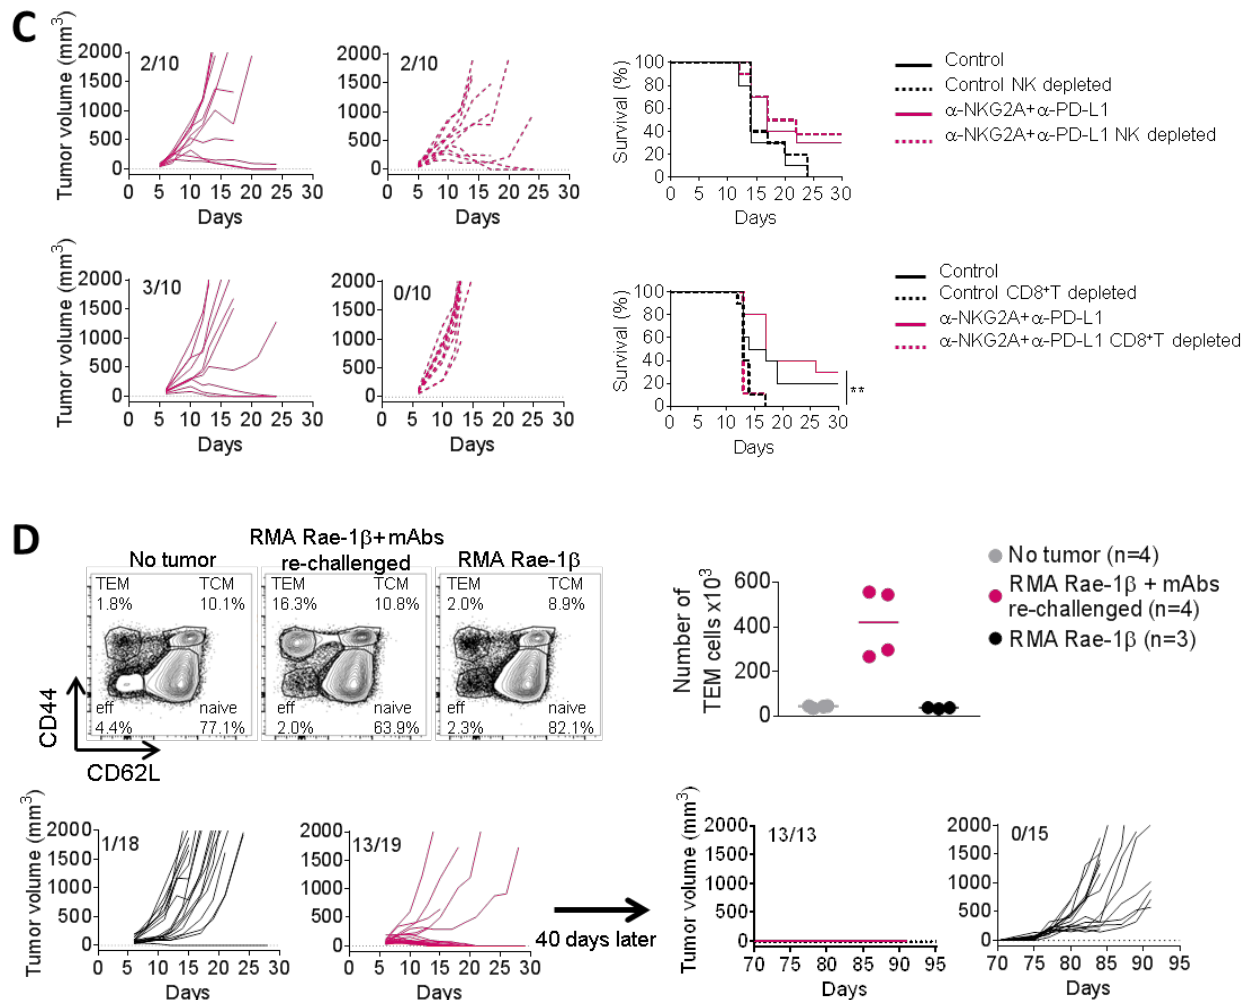 C
Tumor volume (mm³)
2000
1500
1000
500
0
2/10
0 5 10 15 20 25 30
Days
2000
1500
1000
500
0
2/10
0 5 10 15 20 25 30
Days
Survival (%)
100
80
60
40
20
0
0 5 10 15 20 25 30
Days
Control
Control NK depleted
α-NKG2A+α-PD-L1
α-NKG2A+α-PD-L1 NK depleted
Tumor volume (mm³)
2000
1500
1000
500
0
3/10
0 5 10 15 20 25 30
Days
2000
1500
1000
500
0
0/10
0 5 10 15 20 25 30
Days
Survival (%)
100
80
60
40
20
0
**
0 5 10 15 20 25 30
Days
Control
Control CD8⁺T depleted
α-NKG2A+α-PD-L1
α-NKG2A+α-PD-L1 CD8⁺T depleted
D
No tumor
RMA Rae-1β+mAbs
re-challenged
RMA Rae-1β
TEM TCM
1.8% 10.1%
eff naive
4.4% 77.1%
TEM TCM
16.3% 10.8%
eff naive
2.0% 63.9%
TEM TCM
2.0% 8.9%
eff naive
2.3% 82.1%
CD44
CD62L
Number of
TEM cells x10³
600
400
200
0
No tumor (n=4)
RMA Rae-1β + mAbs
re-challenged (n=4)
RMA Rae-1β (n=3)
Tumor volume (mm³)
2000
1500
1000
500
0
1/18
0 5 10 15 20 25 30
Days
2000
1500
1000
500
0
13/19
0 5 10 15 20 25 30
Days
40 days later
Tumor volume (mm³)
2000
1500
1000
500
0
13/13
70 75 80 85 90 95
Days
2000
1500
1000
500
0
0/15
70 75 80 85 90 95
Days